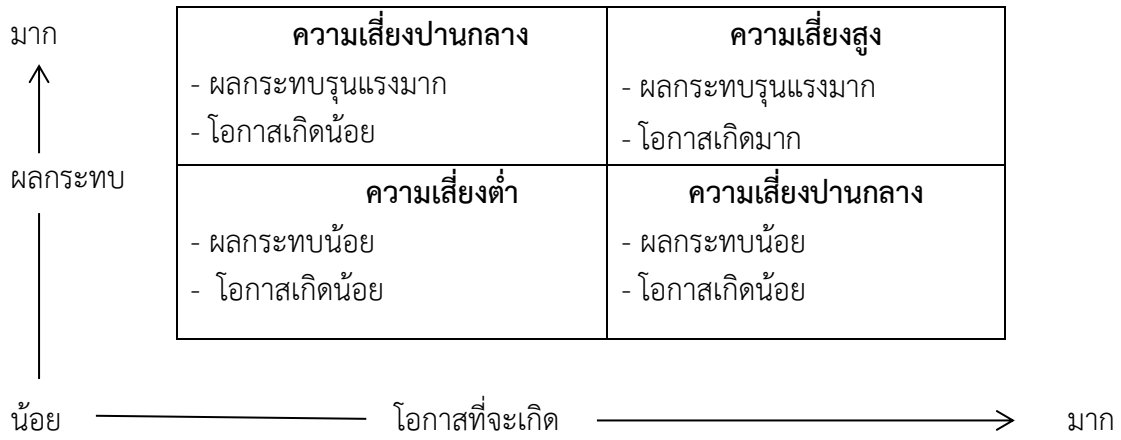 มาก
ความเสี่ยงปานกลาง
- ผลกระทบรุนแรงมาก
- โอกาสเกิดน้อย
ความเสี่ยงสูง
- ผลกระทบรุนแรงมาก
- โอกาสเกิดมาก
ผลกระทบ
ความเสี่ยงต่ำ
- ผลกระทบน้อย
- โอกาสเกิดน้อย
ความเสี่ยงปานกลาง
- ผลกระทบน้อย
- โอกาสเกิดน้อย
น้อย
โอกาสที่จะเกิด
มาก